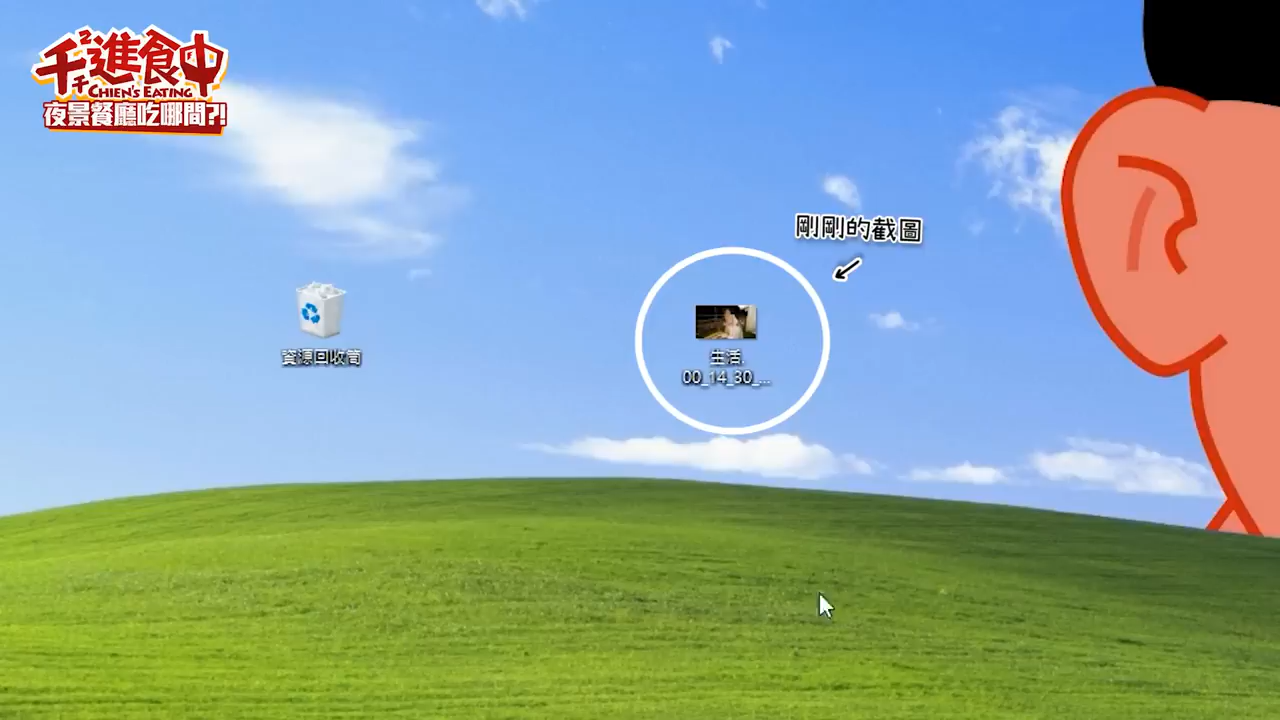 千²千進食中
CHIEN'S EATING
夜景餐廳吃哪間?!
剛剛的截圖
資源回收筒
生活.
00_14_30_...